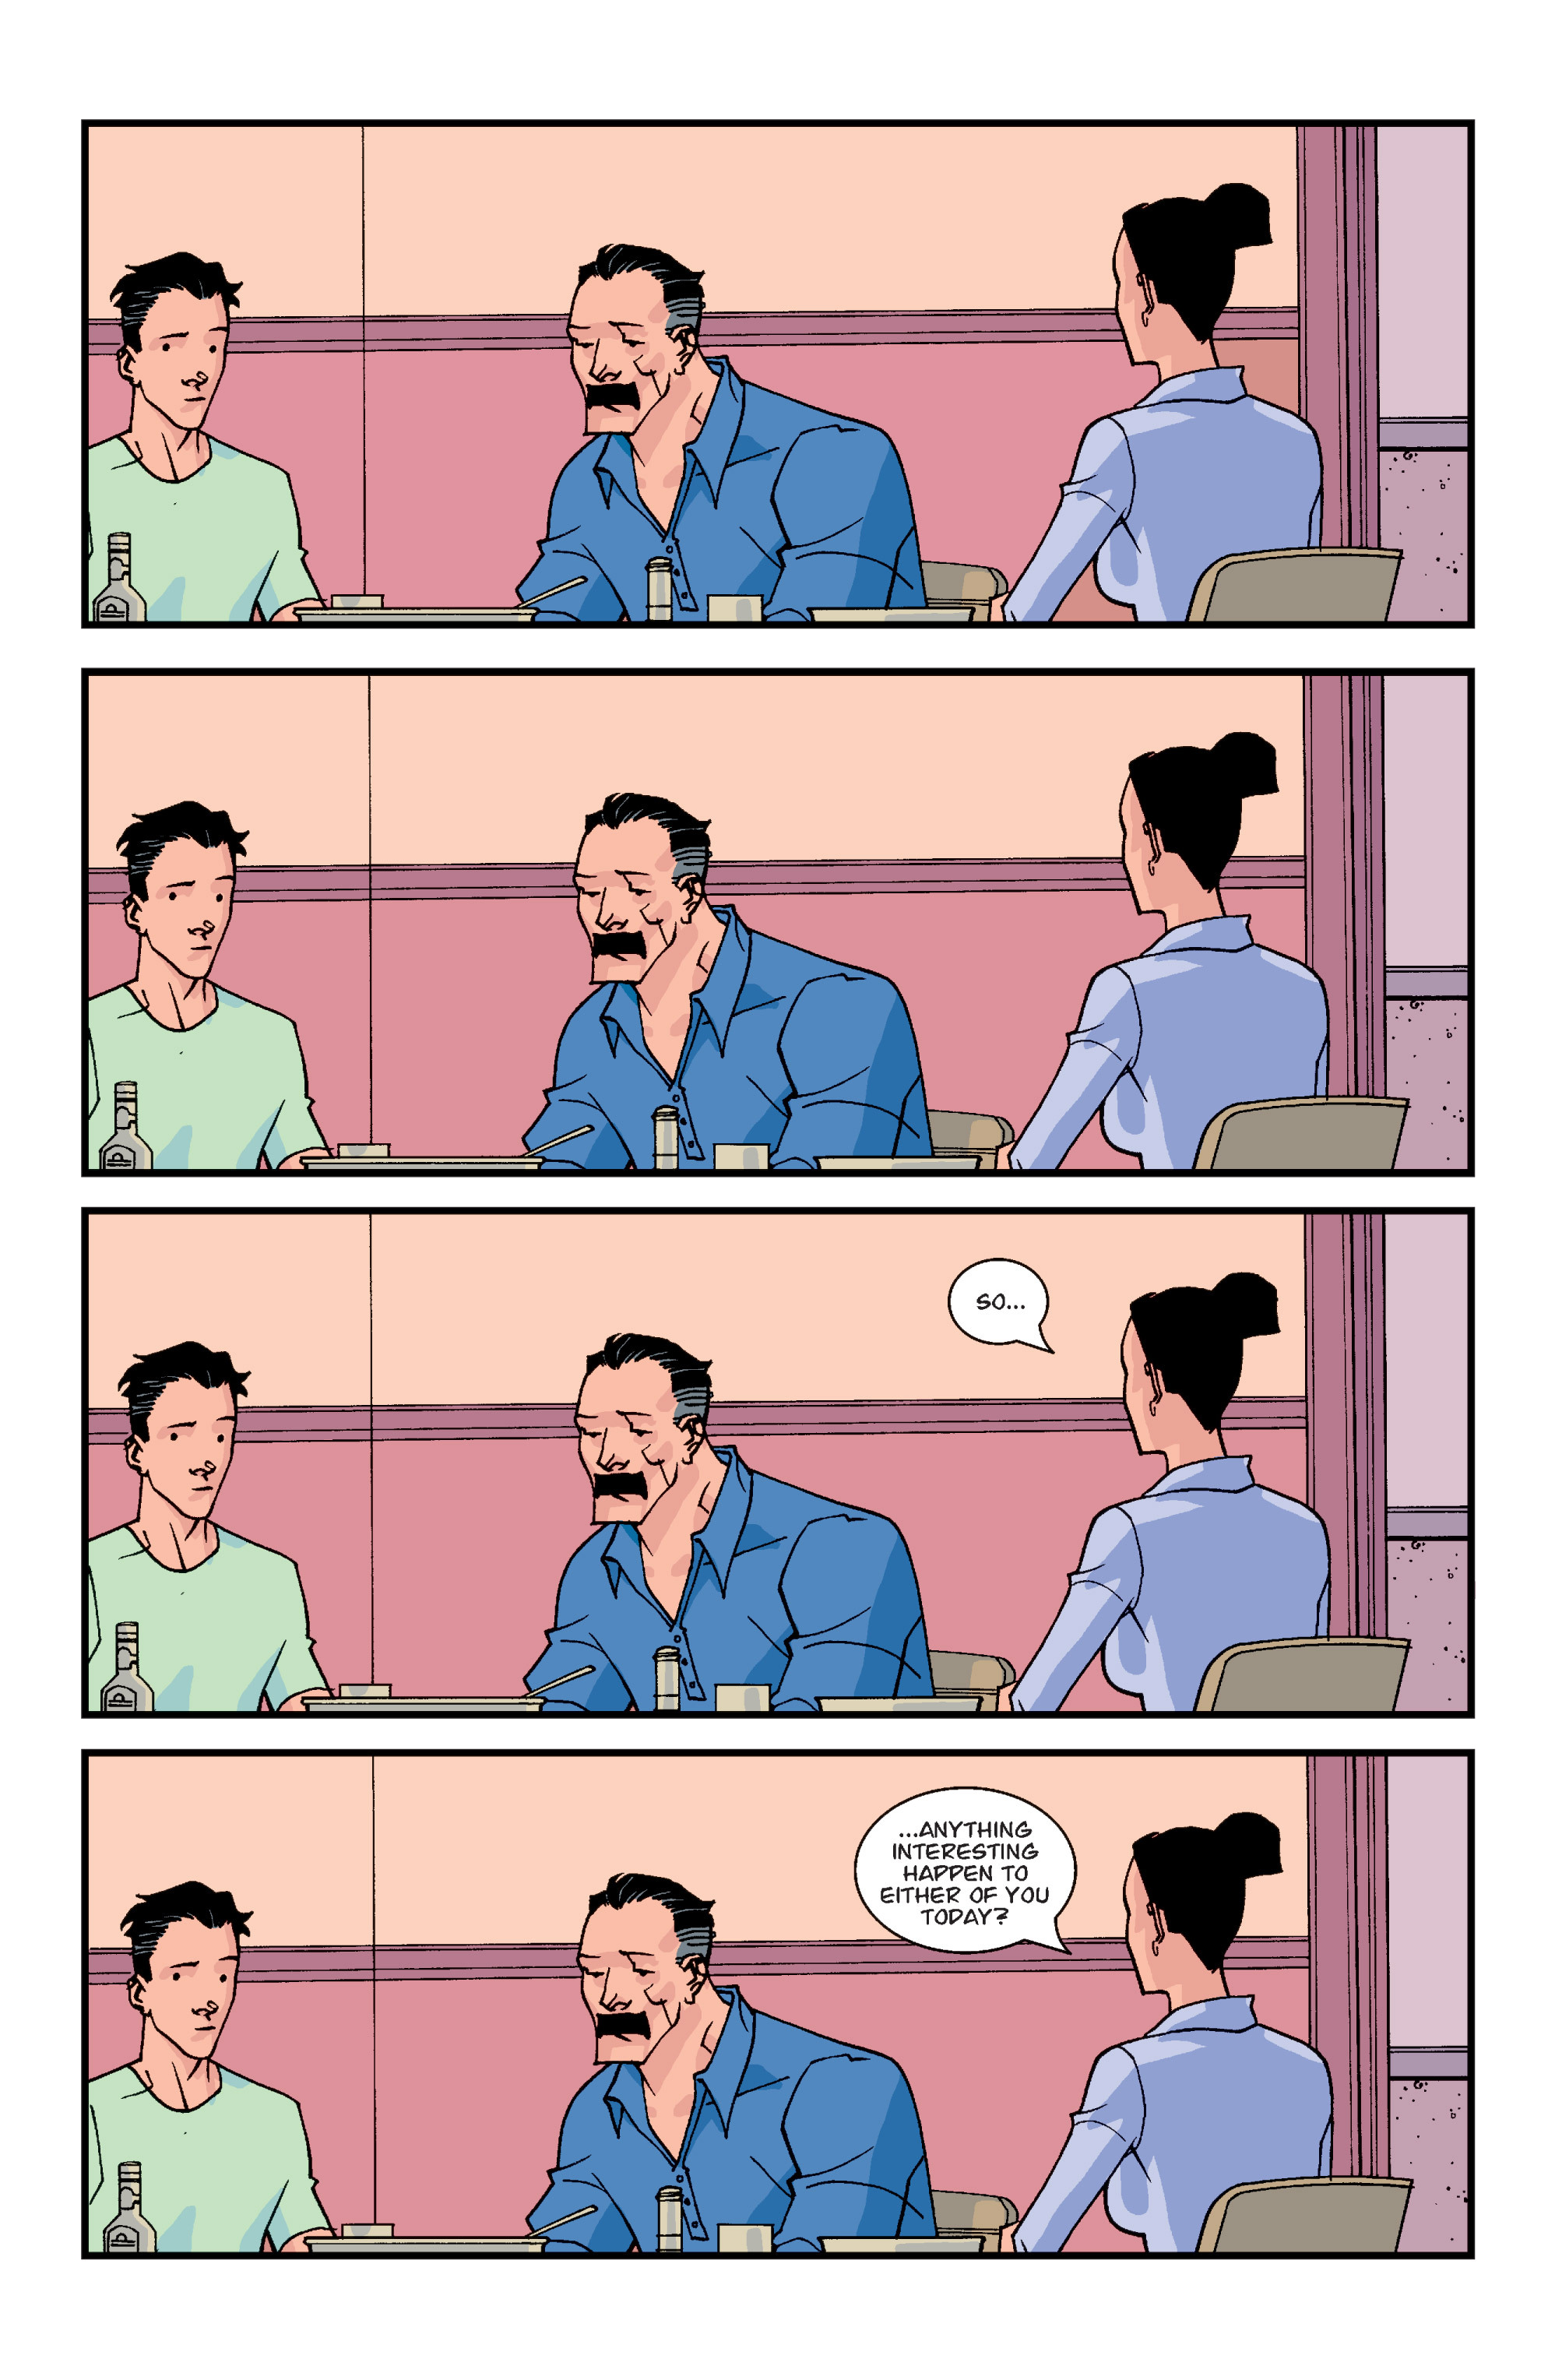 SO...
...ANYTHING
INTERESTING
HAPPEN TO
EITHER OF YOU
TODAY?